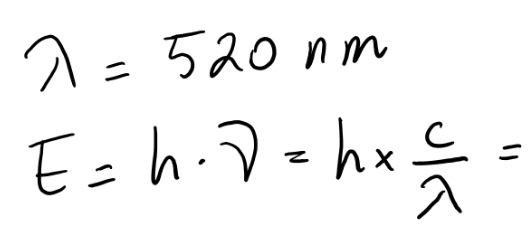 λ = 520 nm
E = h · ν = h × c/λ =